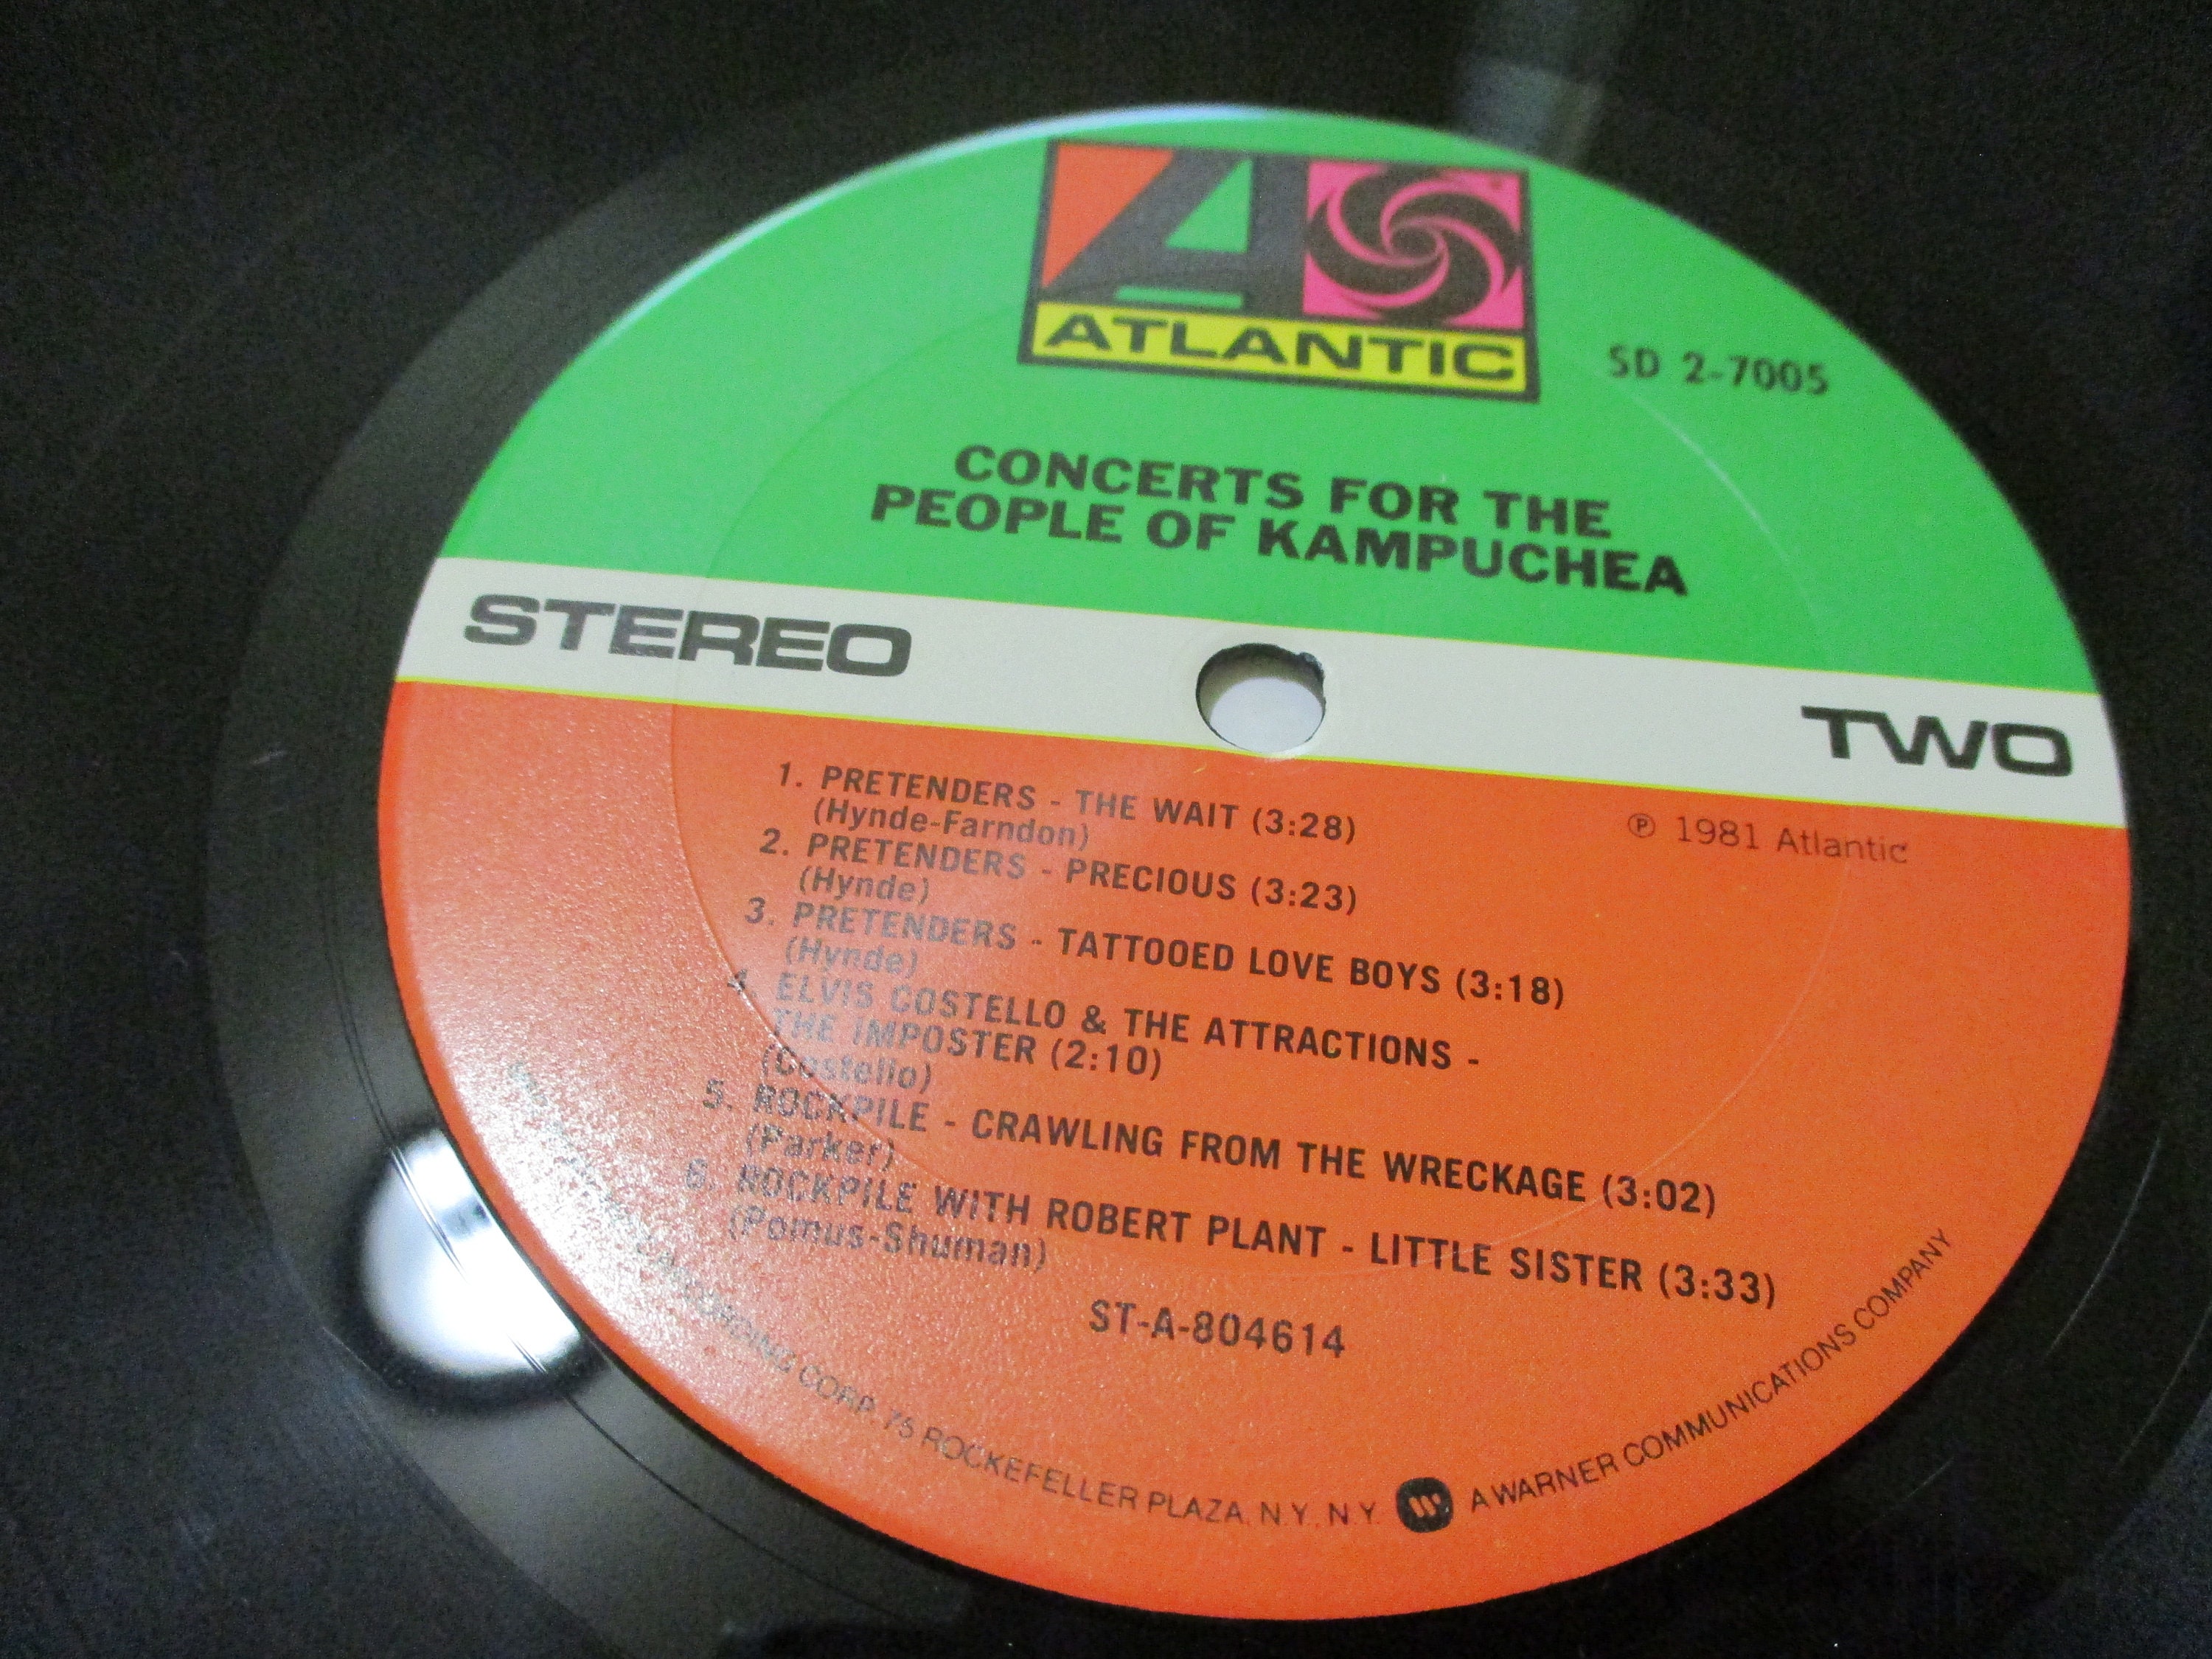 ATLANTIC
SD 2-7005
CONCERTS FOR THE
PEOPLE OF KAMPUCHEA
STEREO
TWO
℗ 1981 Atlantic
1. PRETENDERS - THE WAIT (3:28)
(Hynde-Farndon)
2. PRETENDERS - PRECIOUS (3:23)
(Hynde)
3. PRETENDERS - TATTOOED LOVE BOYS (3:18)
(Hynde)
4. ELVIS COSTELLO & THE ATTRACTIONS -
THE IMPOSTER (2:10)
(Costello)
5. ROCKPILE - CRAWLING FROM THE WRECKAGE (3:02)
(Parker)
6. ROCKPILE WITH ROBERT PLANT - LITTLE SISTER (3:33)
(Pomus-Shuman)
ST-A-804614
RECORDING CORP. 75 ROCKEFELLER PLAZA, N.Y., N.Y. A WARNER COMMUNICATIONS COMPANY